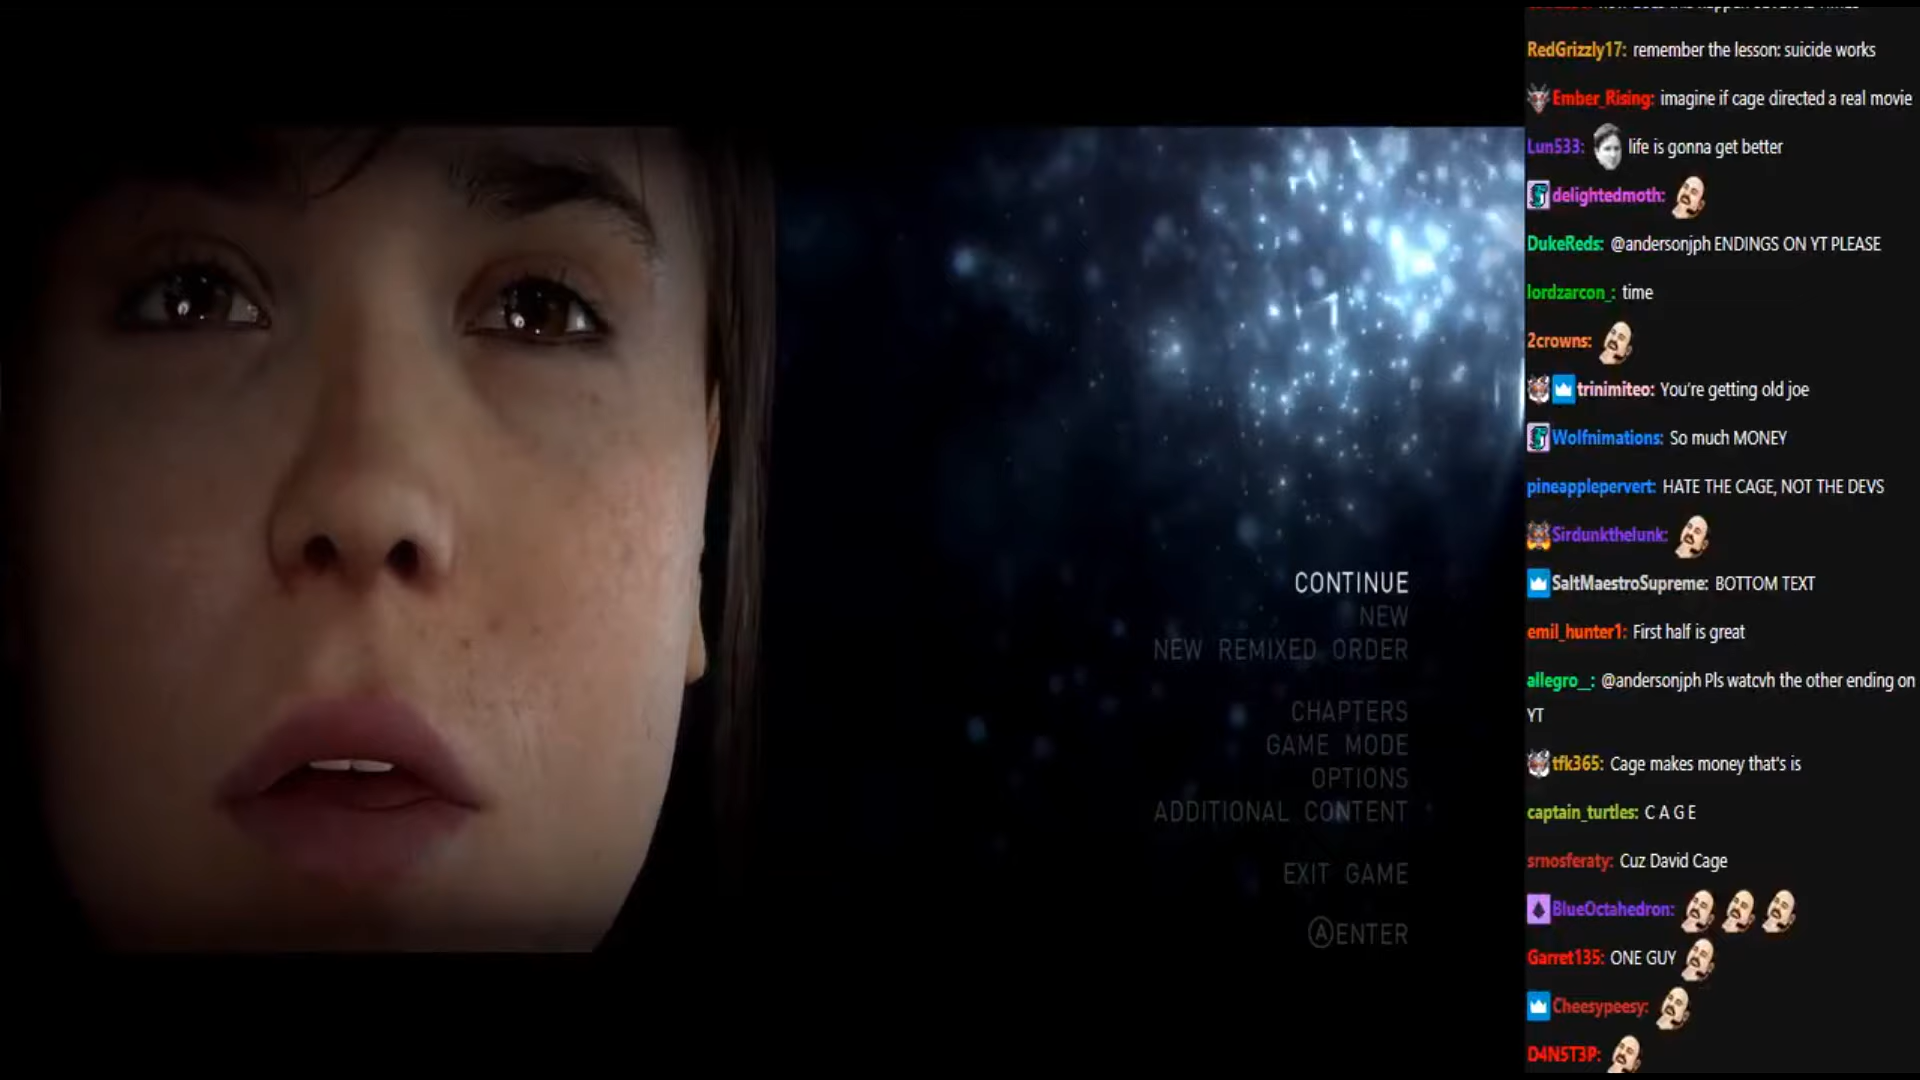 CONTINUE
NEW
NEW REMIXED ORDER
CHAPTERS
GAME MODE
OPTIONS
ADDITIONAL CONTENT
EXIT GAME
A ENTER
RedGrizzly17: remember the lesson: suicide works
Ember_Rising: imagine if cage directed a real movie
Lun533: life is gonna get better
delightedmoth:
DukeReds: @andersonjph ENDINGS ON YT PLEASE
lordzarcon_: time
2crowns:
trinimiteo: You're getting old joe
Wolfnimations: So much MONEY
pineapplepervert: HATE THE CAGE, NOT THE DEVS
Sirdunkthelunk:
SaltMaestroSupreme: BOTTOM TEXT
emil_hunter1: First half is great
allegro__: @andersonjph Pls watcvh the other ending on
YT
tfk365: Cage makes money that's is
captain_turtles: C A G E
srnosferaty: Cuz David Cage
BlueOctahedron:
Garret135: ONE GUY
Cheesypeesy:
D4N5T3P: